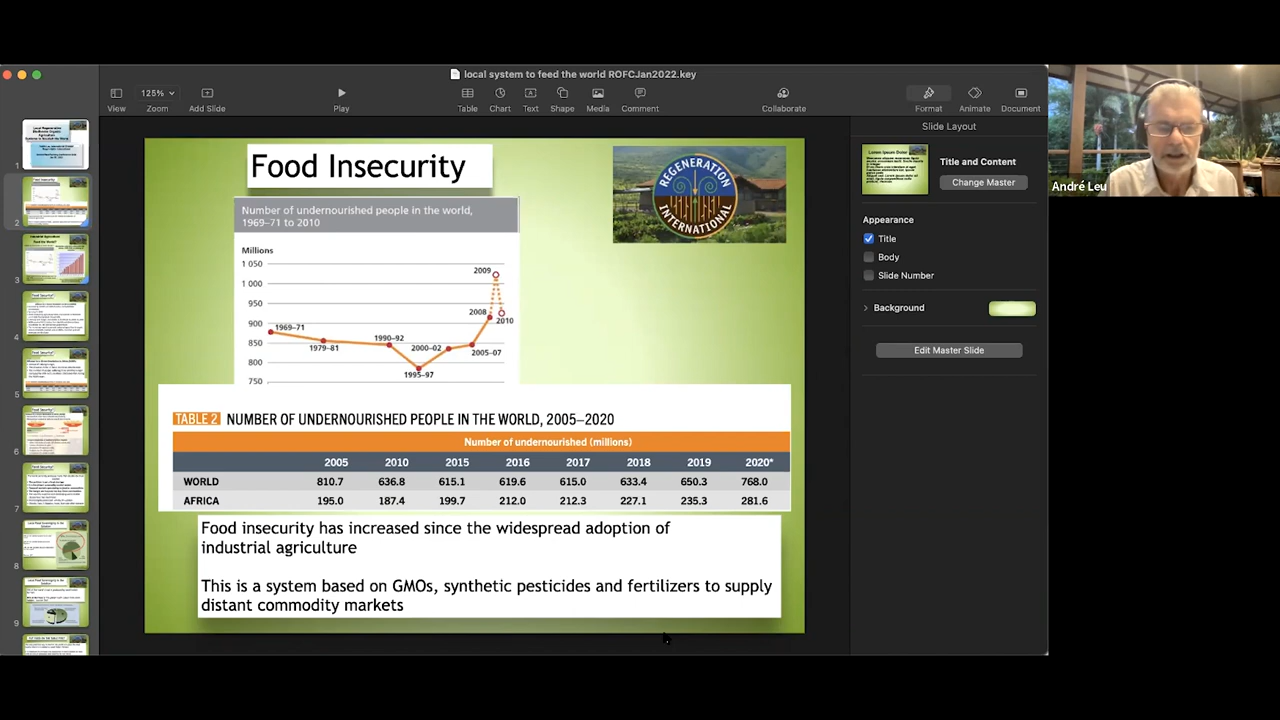 local system to feed the world ROFCJan2022.key
125%
View
Zoom
Add Slide
Play
Table
Chart
Text
Shape
Media
Comment
Collaborate
Format
Animate
Document
Slide Layout
Title and Content
Change Master
Appearance
Title
Body
Slide Number
Background
Edit Master Slide
1
2
3
4
5
6
7
8
9
Food Insecurity
REGENERATION
INTERNATIONAL
Number of undernourished people in the world,
1969–71 to 2010
Millions
1 050
1 000
950
900
850
800
750
1969–71
1979–81
1990–92
1995–97
2000–02
2005–07
2008
2009
2010
TABLE 2 NUMBER OF UNDERNOURISHED PEOPLE IN THE WORLD, 2005–2020
Number of undernourished (millions)
2005 2010 2015 2016 2017 2018 2019 2020*
WORLD 810.7 636.8 615.1 615.0 633.4 650.3 768.0
195.0 187.4 227.1 235.3 281.6
Food insecurity has increased since the widespread adoption of
industrial agriculture
This is a system based on GMOs, synthetic pesticides and fertilizers to supply
distant commodity markets
André Leu